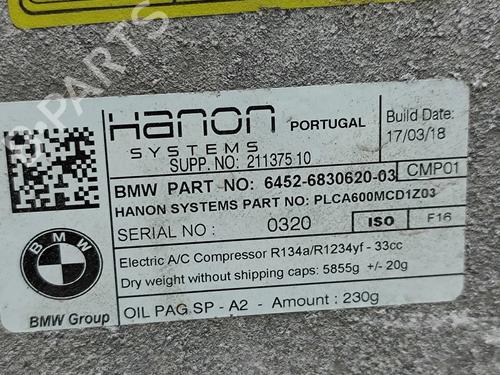 Hanon
SYSTEMS
PORTUGAL
Build Date:
17/03/18
SUPP. NO: 211375 10
BMW PART NO: 6452-6830620-03
CMP01
HANON SYSTEMS PART NO: PLCA600MCD1Z03
SERIAL NO : 0320
ISO
F16
Electric A/C Compressor R134a/R1234yf - 33cc
Dry weight without shipping caps: 5855g +/- 20g
BMW
BMW Group
OIL PAG SP - A2 - Amount : 230g